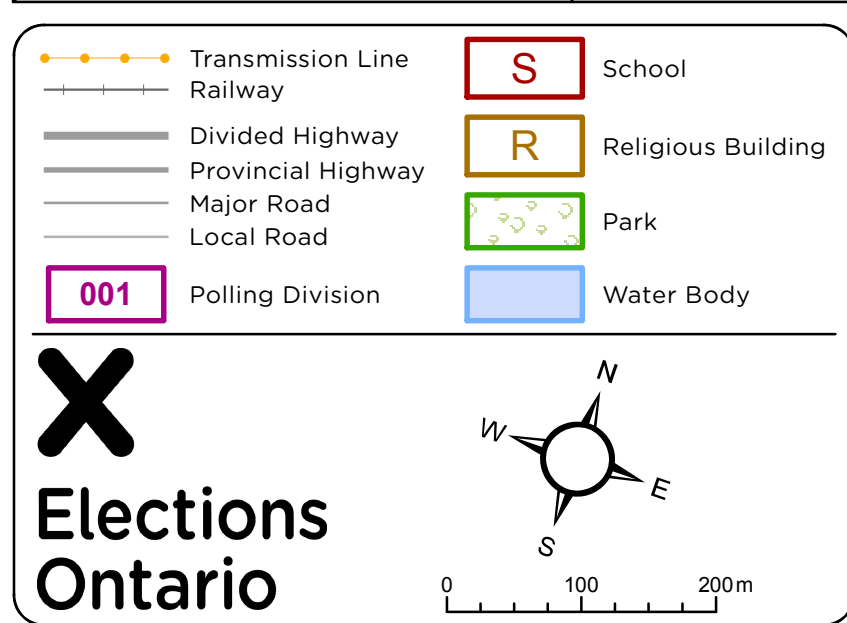 Transmission Line
Railway
Divided Highway
Provincial Highway
Major Road
Local Road
001 Polling Division
S School
R Religious Building
Park
Water Body
Elections
Ontario
N
W
E
S
0 100 200m